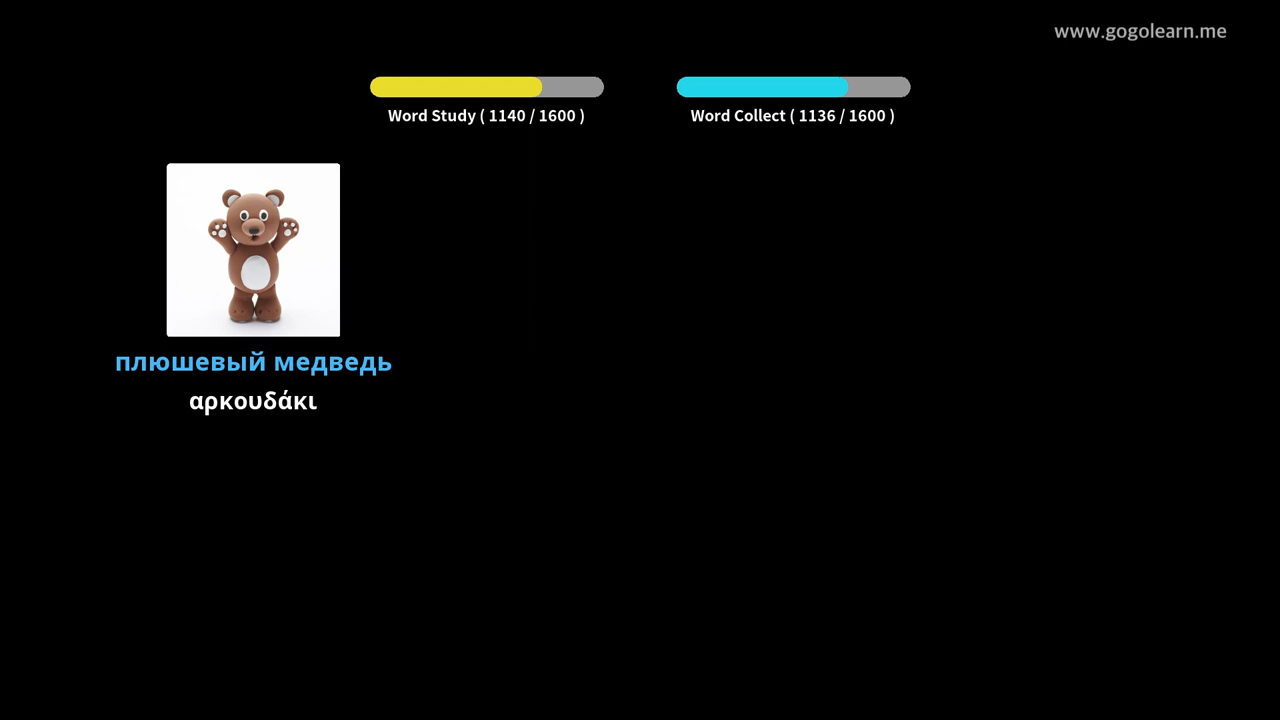 www.gogolearn.me
Word Study ( 1140 / 1600 )
Word Collect ( 1136 / 1600 )
плюшевый медведь
αρκουδάκι